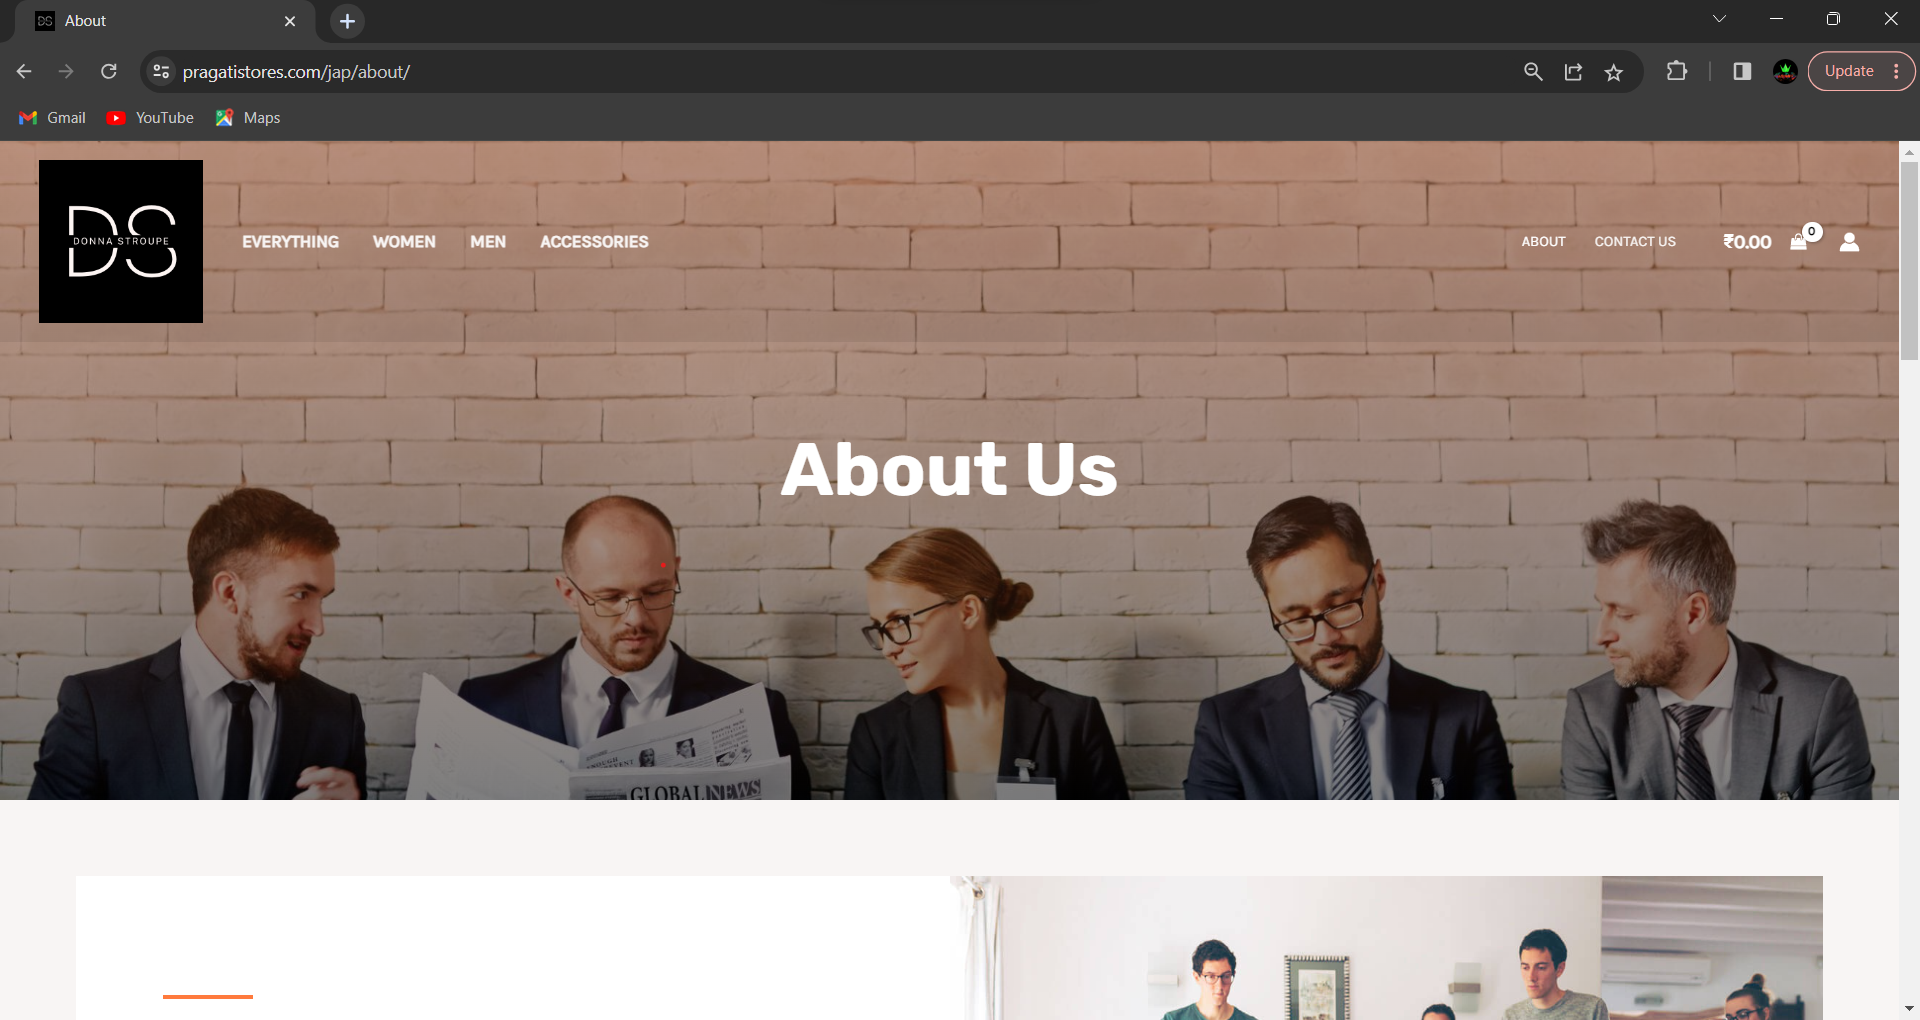 DS About
pragatistores.com/jap/about/
Update
Gmail YouTube Maps
DS
DONNA STROUPE
EVERYTHING WOMEN MEN ACCESSORIES
ABOUT CONTACT US ₹0.00 0
About Us
GLOBAL NEWS